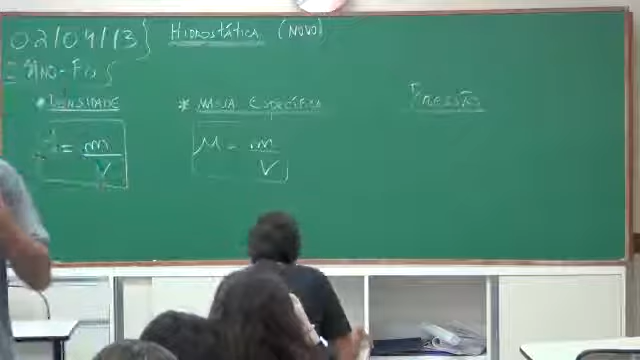 02/04/13} Hidrostática (NOVO)
DENSIDADE * MASSA ESPECÍFICA PRESSÃO
d = m/V μ = m/V